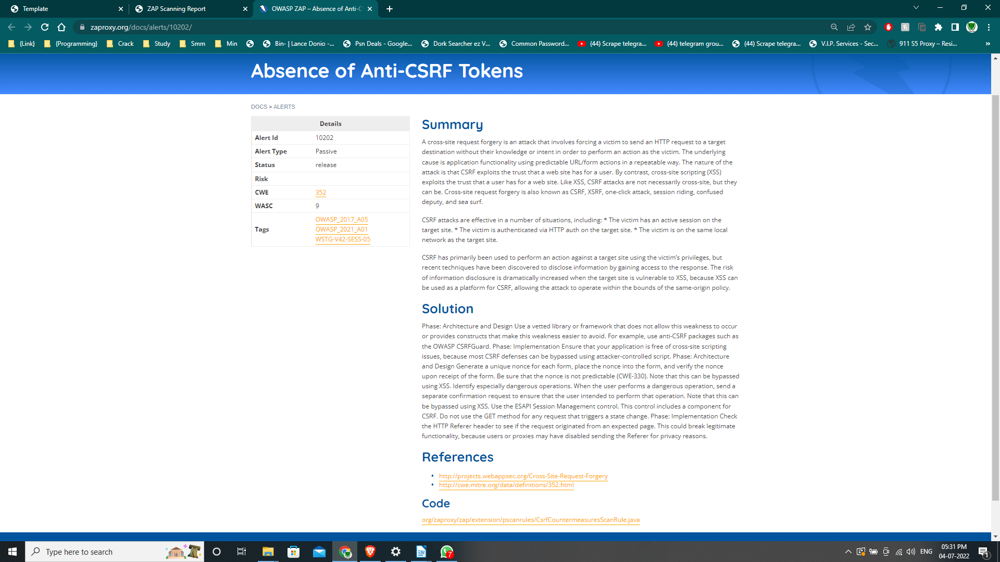 Template
ZAP Scanning Report
OWASP ZAP – Absence of Anti-C
zaproxy.org/docs/alerts/10202/
{Link}
{Programming}
Crack
Study
Smm
Min
Bin- | Lance Donio -...
Psn Deals - Google...
Dork Searcher ez V...
Common Password...
(44) Scrape telegra...
(44) telegram grou...
(44) Scrape telegra...
V.I.P. Services - Sec...
911 S5 Proxy – Resi...
»
Absence of Anti-CSRF Tokens
DOCS > ALERTS
Details
Alert Id 10202
Alert Type Passive
Status release
Risk
CWE 352
WASC 9
Tags
OWASP_2017_A05
OWASP_2021_A01
WSTG-V42-SESS-05
Summary
A cross-site request forgery is an attack that involves forcing a victim to send an HTTP request to a target
destination without their knowledge or intent in order to perform an action as the victim. The underlying
cause is application functionality using predictable URL/form actions in a repeatable way. The nature of the
attack is that CSRF exploits the trust that a web site has for a user. By contrast, cross-site scripting (XSS)
exploits the trust that a user has for a web site. Like XSS, CSRF attacks are not necessarily cross-site, but they
can be. Cross-site request forgery is also known as CSRF, XSRF, one-click attack, session riding, confused
deputy, and sea surf.
CSRF attacks are effective in a number of situations, including: * The victim has an active session on the
target site. * The victim is authenticated via HTTP auth on the target site. * The victim is on the same local
network as the target site.
CSRF has primarily been used to perform an action against a target site using the victim’s privileges, but
recent techniques have been discovered to disclose information by gaining access to the response. The risk
of information disclosure is dramatically increased when the target site is vulnerable to XSS, because XSS can
be used as a platform for CSRF, allowing the attack to operate within the bounds of the same-origin policy.
Solution
Phase: Architecture and Design Use a vetted library or framework that does not allow this weakness to occur
or provides constructs that make this weakness easier to avoid. For example, use anti-CSRF packages such as
the OWASP CSRFGuard. Phase: Implementation Ensure that your application is free of cross-site scripting
issues, because most CSRF defenses can be bypassed using attacker-controlled script. Phase: Architecture
and Design Generate a unique nonce for each form, place the nonce into the form, and verify the nonce
upon receipt of the form. Be sure that the nonce is not predictable (CWE-330). Note that this can be bypassed
using XSS. Identify especially dangerous operations. When the user performs a dangerous operation, send a
separate confirmation request to ensure that the user intended to perform that operation. Note that this can
be bypassed using XSS. Use the ESAPI Session Management control. This control includes a component for
CSRF. Do not use the GET method for any request that triggers a state change. Phase: Implementation Check
the HTTP Referer header to see if the request originated from an expected page. This could break legitimate
functionality, because users or proxies may have disabled sending the Referer for privacy reasons.
References
• http://projects.webappsec.org/Cross-Site-Request-Forgery
• http://cwe.mitre.org/data/definitions/352.html
Code
org/zaproxy/zap/extension/pscanrules/CsrfCountermeasuresScanRule.java
Type here to search
7
ENG
05:31 PM
04-07-2022
1